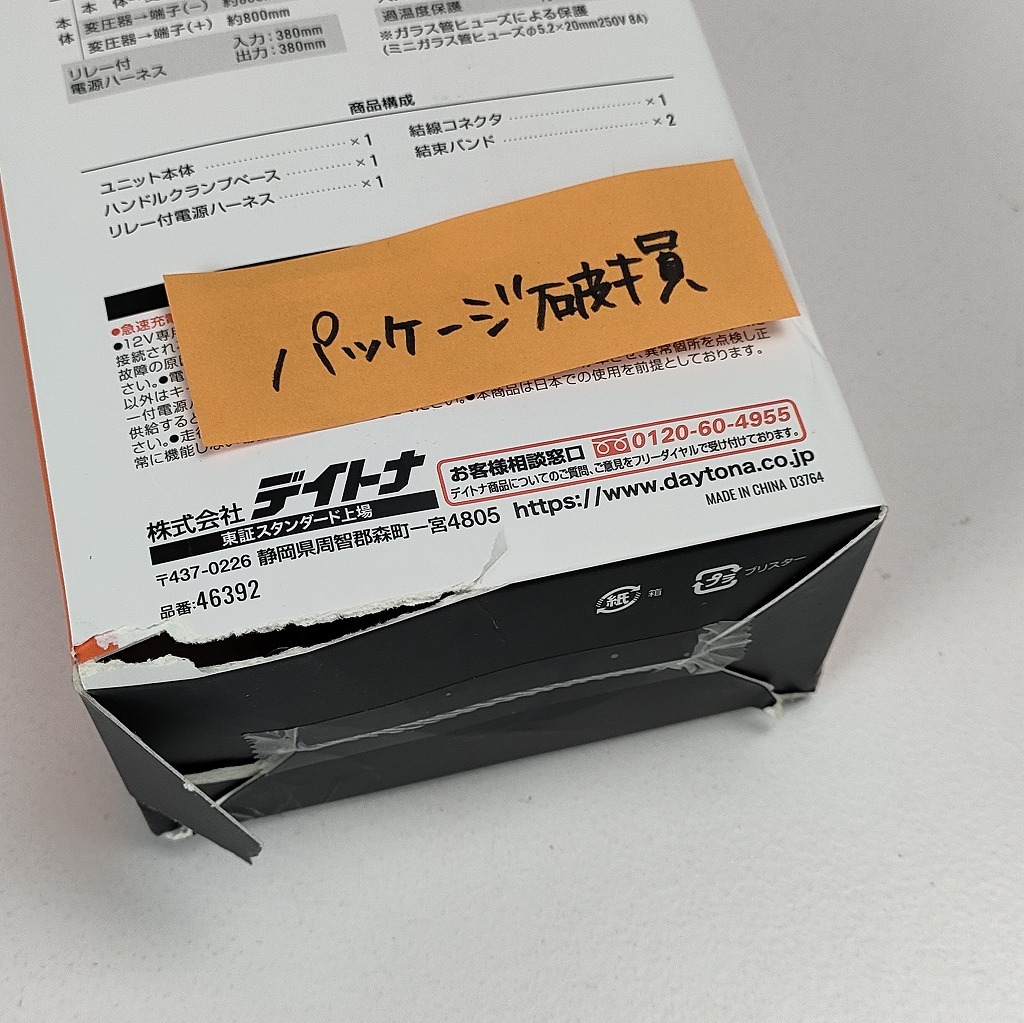 本
体
変圧器→端子(−) 約800mm
変圧器→端子(+) 約800mm
リレー付
電源ハーネス
入力:380mm
出力:380mm
過温度保護
※ガラス管ヒューズによる保護
(ミニガラス管ヒューズφ5.2×20mm250V 8A)
商品構成
ユニット本体 ×1
ハンドルクランプベース ×1
リレー付電源ハーネス ×1
結線コネクタ ×1
結束バンド ×2
パッケージ破損
●急速充電
●12V専用
接続され
故障の原
さい。●電
以外はキー
ー付電源
供給すると
さい。●走行
常に機能しない
異常個所を点検し正
●本商品は日本での使用を前提としております。
株式会社 デイトナ
東証スタンダード上場
お客様相談窓口 0120-60-4955
デイトナ商品についてのご質問、ご意見をフリーダイヤルで受け付けております。
〒437-0226 静岡県周智郡森町一宮4805 https://www.daytona.co.jp
MADE IN CHINA D3764
品番:46392
紙 箱
プラ ブリスター